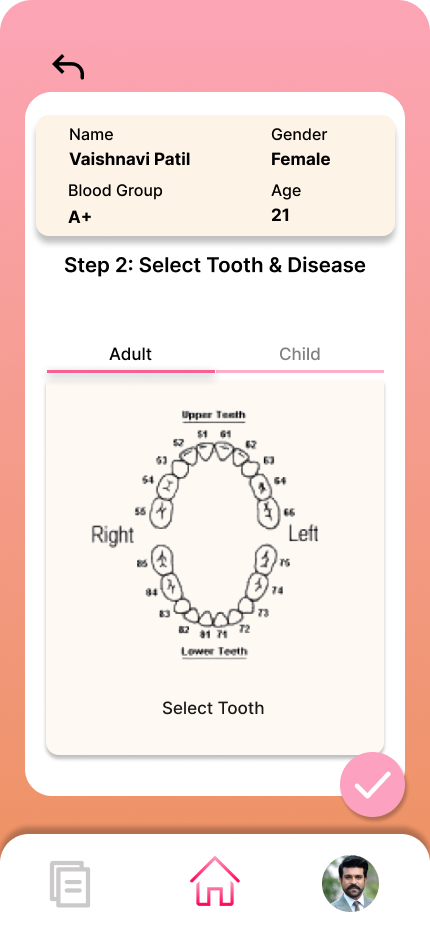 Name Gender
Vaishnavi Patil Female
Blood Group Age
A+ 21
Step 2: Select Tooth & Disease
Adult Child
Upper Teeth
51 61
52 62
53 63
54 64
55 65
Right Left
85 75
84 74
83 73
82 81 71 72
Lower Teeth
Select Tooth